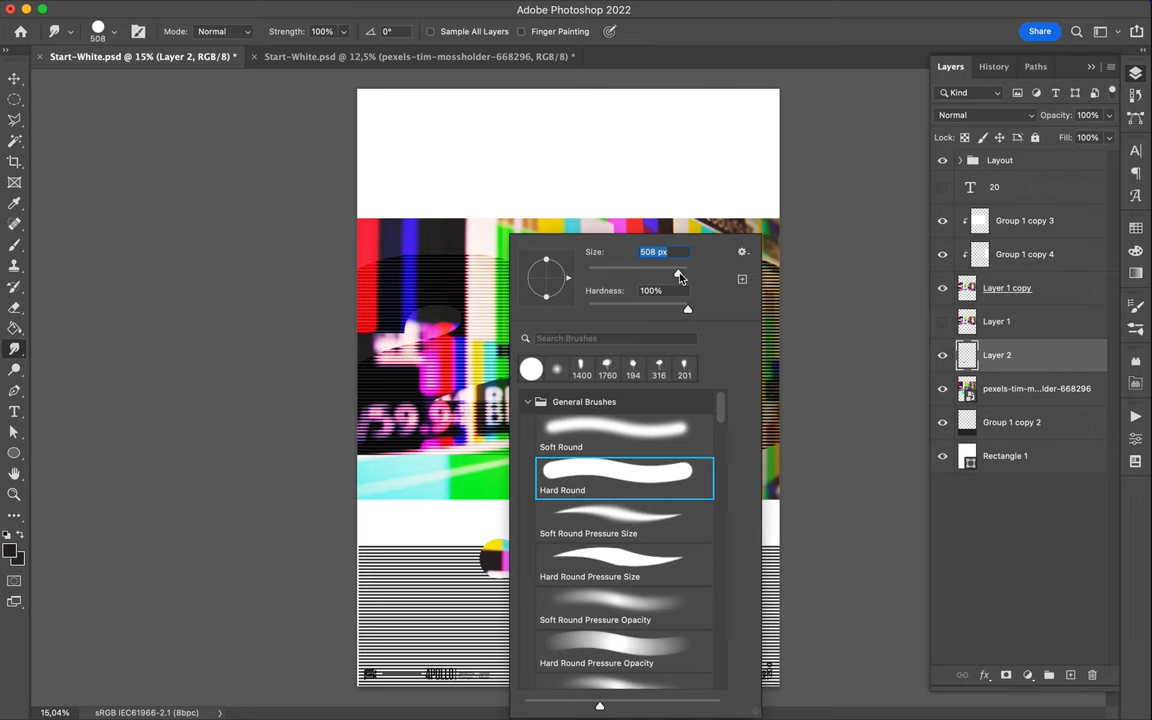 Adobe Photoshop 2022
508
Mode: Normal
Strength: 100%
0°
Sample All Layers
Finger Painting
Share
Start-White.psd @ 15% (Layer 2, RGB/8) *
Start-White.psd @ 12,5% (pexels-tim-mossholder-668296, RGB/8) *
Layers
History
Paths
Kind
Normal
Opacity: 100%
Lock:
Fill: 100%
Layout
20
Group 1 copy 3
Group 1 copy 4
Layer 1 copy
Layer 1
Layer 2
pexels-tim-m...lder-668296
Group 1 copy 2
Rectangle 1
Size: 508 px
Hardness: 100%
Search Brushes
1400 1760 194 316 201
General Brushes
Soft Round
Hard Round
Soft Round Pressure Size
Hard Round Pressure Size
Soft Round Pressure Opacity
Hard Round Pressure Opacity
59.9
4POLLO
15,04%
sRGB IEC61966-2.1 (8bpc)